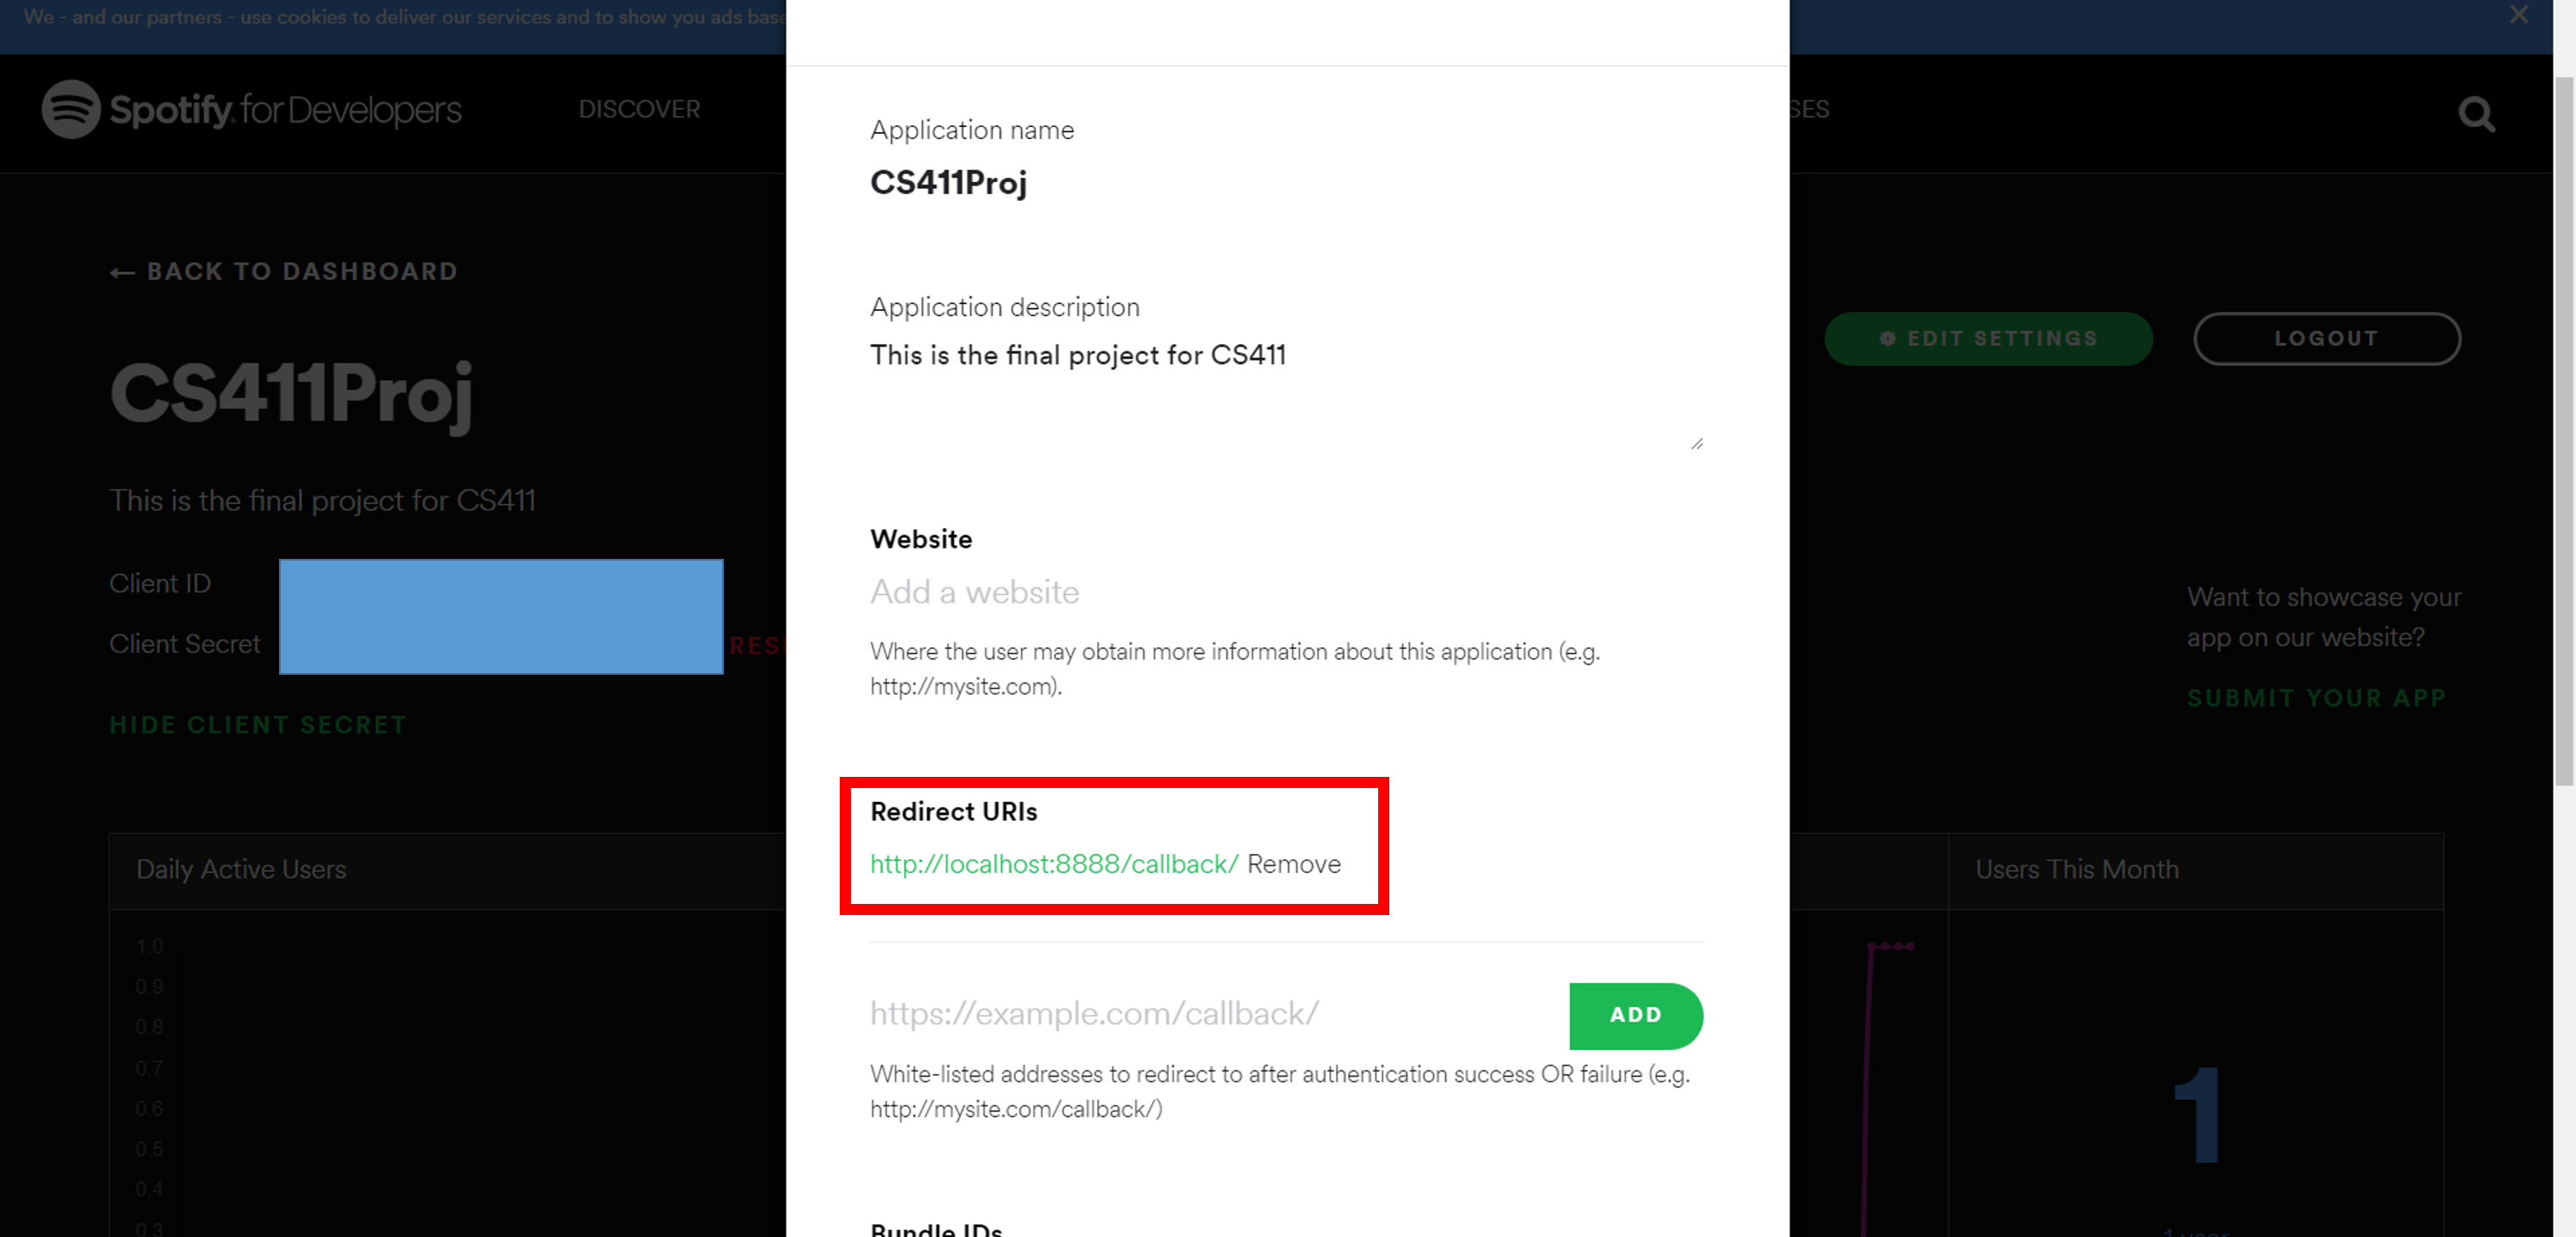 We - and our partners - use cookies to deliver our services and to show you ads base
Spotify for Developers
DISCOVER
← BACK TO DASHBOARD
CS411Proj
This is the final project for CS411
Client ID
Client Secret
HIDE CLIENT SECRET
Daily Active Users
1.0
0.9
0.8
0.7
0.6
0.5
0.4
0.3
Application name
CS411Proj
Application description
This is the final project for CS411
Website
Add a website
Where the user may obtain more information about this application (e.g.
http://mysite.com).
Redirect URIs
http://localhost:8888/callback/ Remove
https://example.com/callback/
ADD
White-listed addresses to redirect to after authentication success OR failure (e.g.
http://mysite.com/callback/)
Bundle IDs
EDIT SETTINGS
LOGOUT
Want to showcase your
app on our website?
SUBMIT YOUR APP
Users This Month
1
1 user